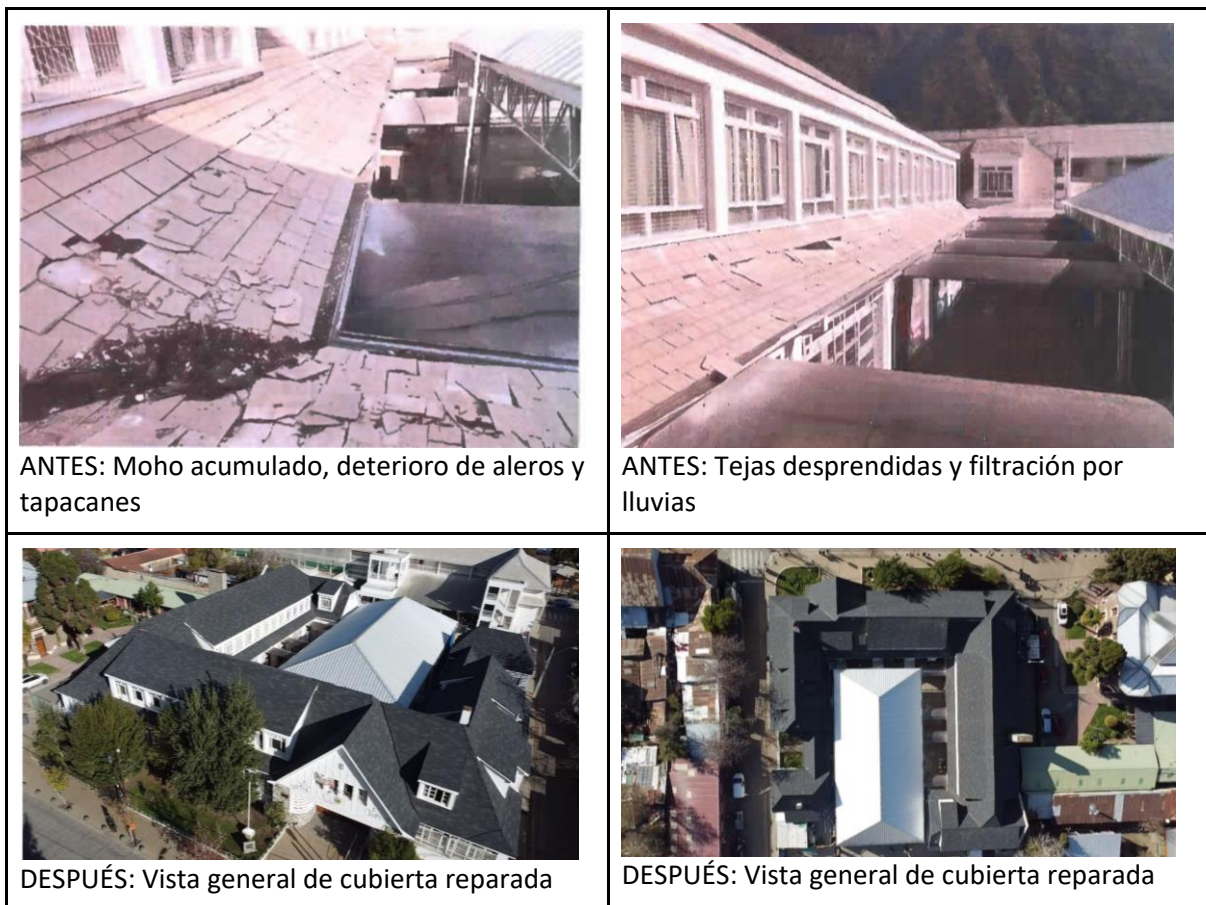 ANTES: Moho acumulado, deterioro de aleros y
tapacanes
ANTES: Tejas desprendidas y filtración por
lluvias
DESPUÉS: Vista general de cubierta reparada
DESPUÉS: Vista general de cubierta reparada